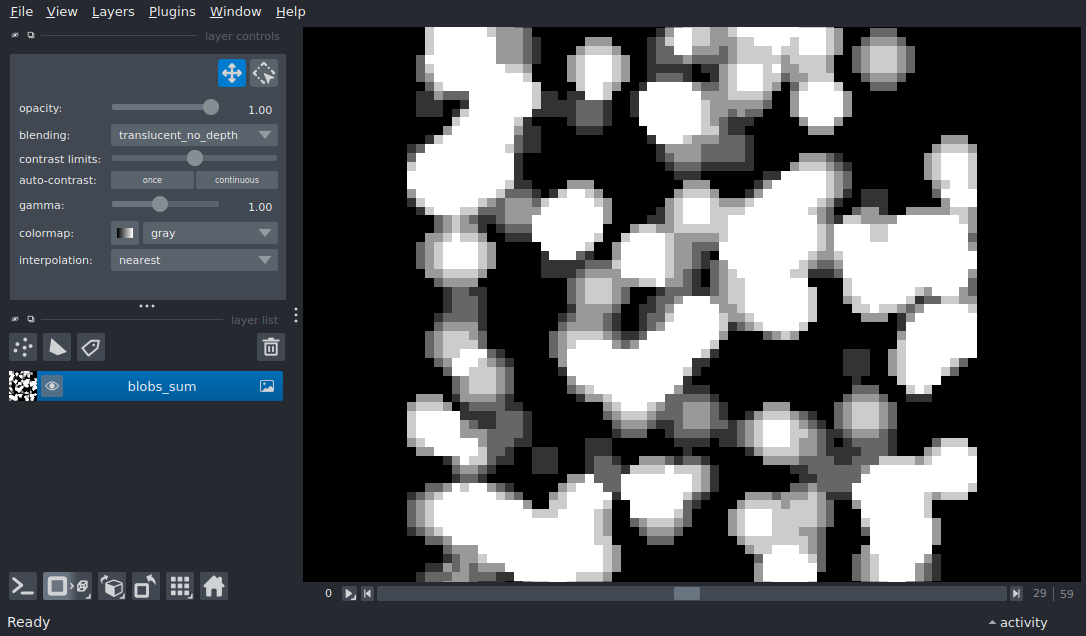 File View Layers Plugins Window Help
layer controls
opacity: 1.00
blending: translucent_no_depth
contrast limits:
auto-contrast: once continuous
gamma: 1.00
colormap: gray
interpolation: nearest
layer list
blobs_sum
0 29 59
Ready activity